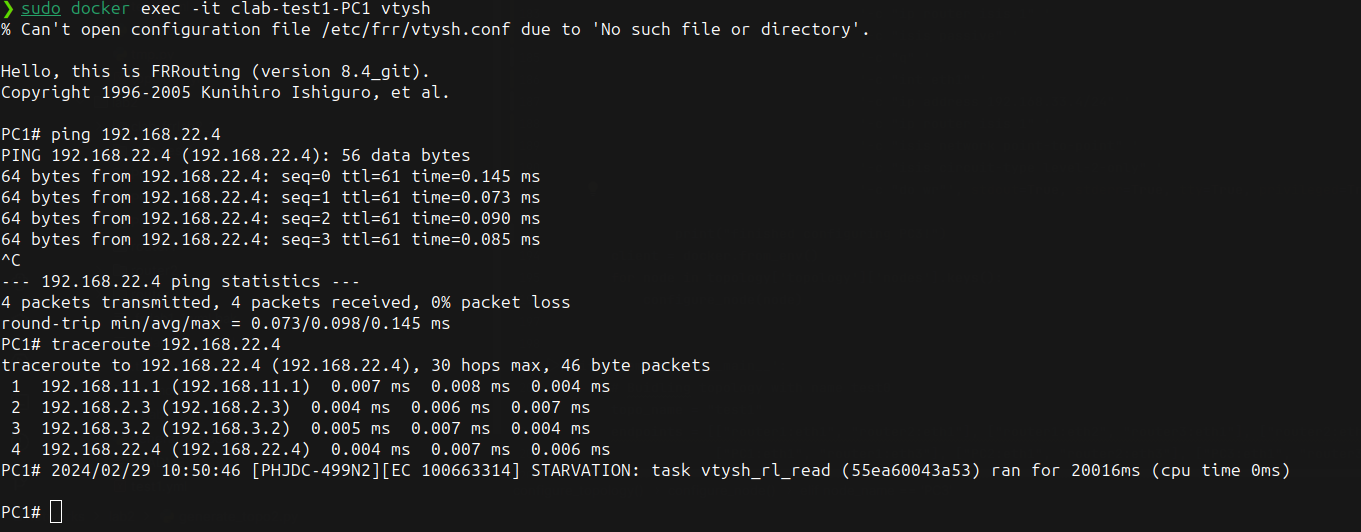 ❯ sudo docker exec -it clab-test1-PC1 vtysh
% Can't open configuration file /etc/frr/vtysh.conf due to 'No such file or directory'.
Hello, this is FRRouting (version 8.4_git).
Copyright 1996-2005 Kunihiro Ishiguro, et al.
PC1# ping 192.168.22.4
PING 192.168.22.4 (192.168.22.4): 56 data bytes
64 bytes from 192.168.22.4: seq=0 ttl=61 time=0.145 ms
64 bytes from 192.168.22.4: seq=1 ttl=61 time=0.073 ms
64 bytes from 192.168.22.4: seq=2 ttl=61 time=0.090 ms
64 bytes from 192.168.22.4: seq=3 ttl=61 time=0.085 ms
^C
--- 192.168.22.4 ping statistics ---
4 packets transmitted, 4 packets received, 0% packet loss
round-trip min/avg/max = 0.073/0.098/0.145 ms
PC1# traceroute 192.168.22.4
traceroute to 192.168.22.4 (192.168.22.4), 30 hops max, 46 byte packets
 1  192.168.11.1 (192.168.11.1)  0.007 ms  0.008 ms  0.004 ms
 2  192.168.2.3 (192.168.2.3)  0.004 ms  0.006 ms  0.007 ms
 3  192.168.3.2 (192.168.3.2)  0.005 ms  0.007 ms  0.004 ms
 4  192.168.22.4 (192.168.22.4)  0.004 ms  0.007 ms  0.006 ms
PC1# 2024/02/29 10:50:46 [PHJDC-499N2][EC 100663314] STARVATION: task vtysh_rl_read (55ea60043a53) ran for 20016ms (cpu time 0ms)
PC1#